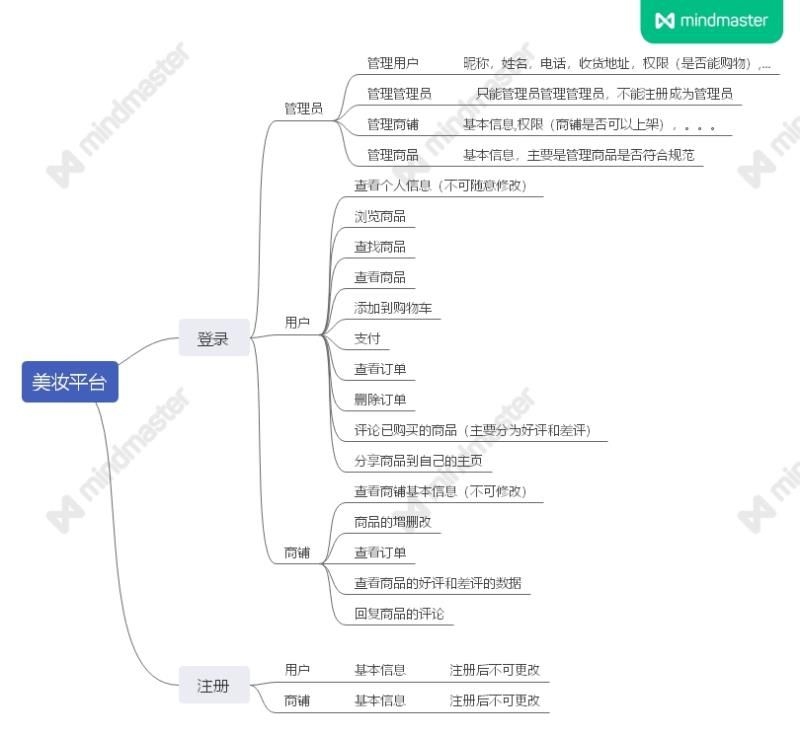 mindmaster
美妆平台
登录
管理员
管理用户 昵称，姓名，电话，收货地址，权限（是否能购物）,...
管理管理员 只能管理员管理管理员，不能注册成为管理员
管理商铺 基本信息,权限（商铺是否可以上架），。。。
管理商品 基本信息，主要是管理商品是否符合规范
用户
查看个人信息（不可随意修改）
浏览商品
查找商品
查看商品
添加到购物车
支付
查看订单
删除订单
评论已购买的商品（主要分为好评和差评）
分享商品到自己的主页
商铺
查看商铺基本信息（不可修改）
商品的增删改
查看订单
查看商品的好评和差评的数据
回复商品的评论
注册
用户 基本信息 注册后不可更改
商铺 基本信息 注册后不可更改
mindmaster
mindmaster
mindmaster
mindmaster